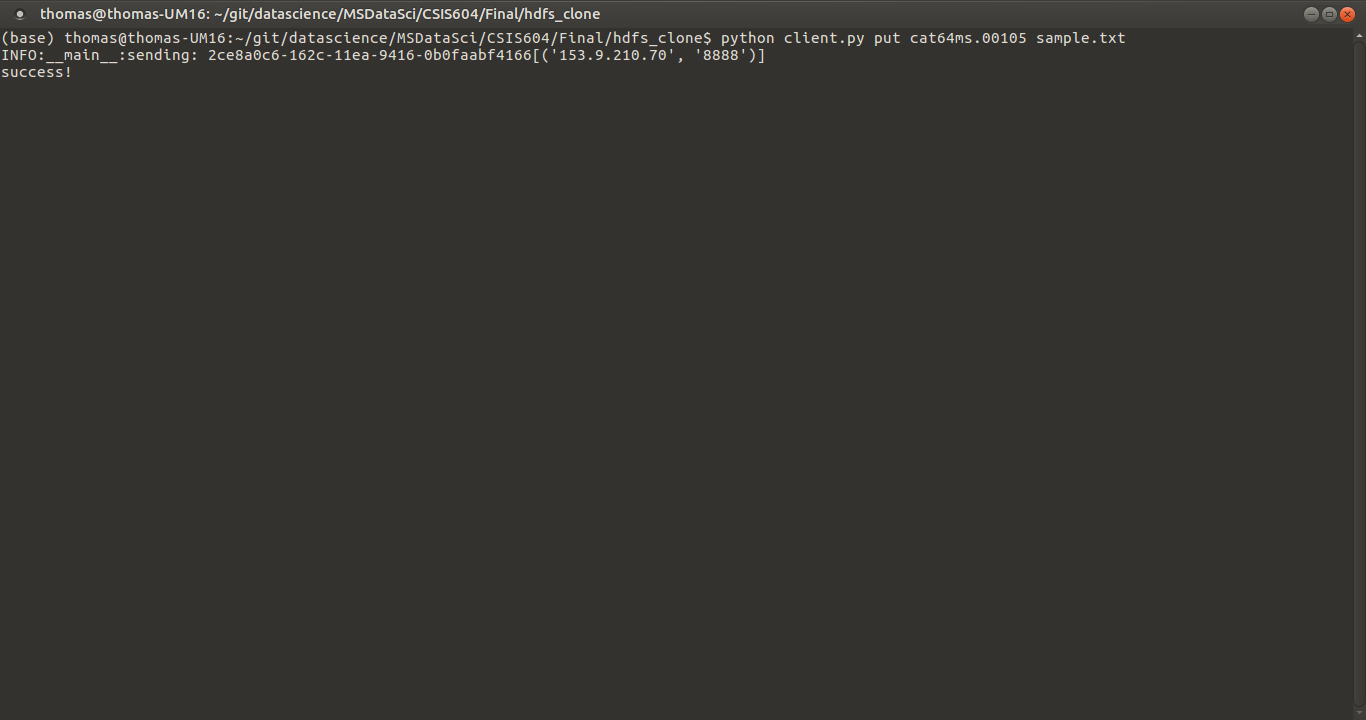 thomas@thomas-UM16: ~/git/datascience/MSDataSci/CSIS604/Final/hdfs_clone
(base) thomas@thomas-UM16:~/git/datascience/MSDataSci/CSIS604/Final/hdfs_clone$ python client.py put cat64ms.00105 sample.txt
INFO:__main__:sending: 2ce8a0c6-162c-11ea-9416-0b0faabf4166[('153.9.210.70', '8888')]
success!